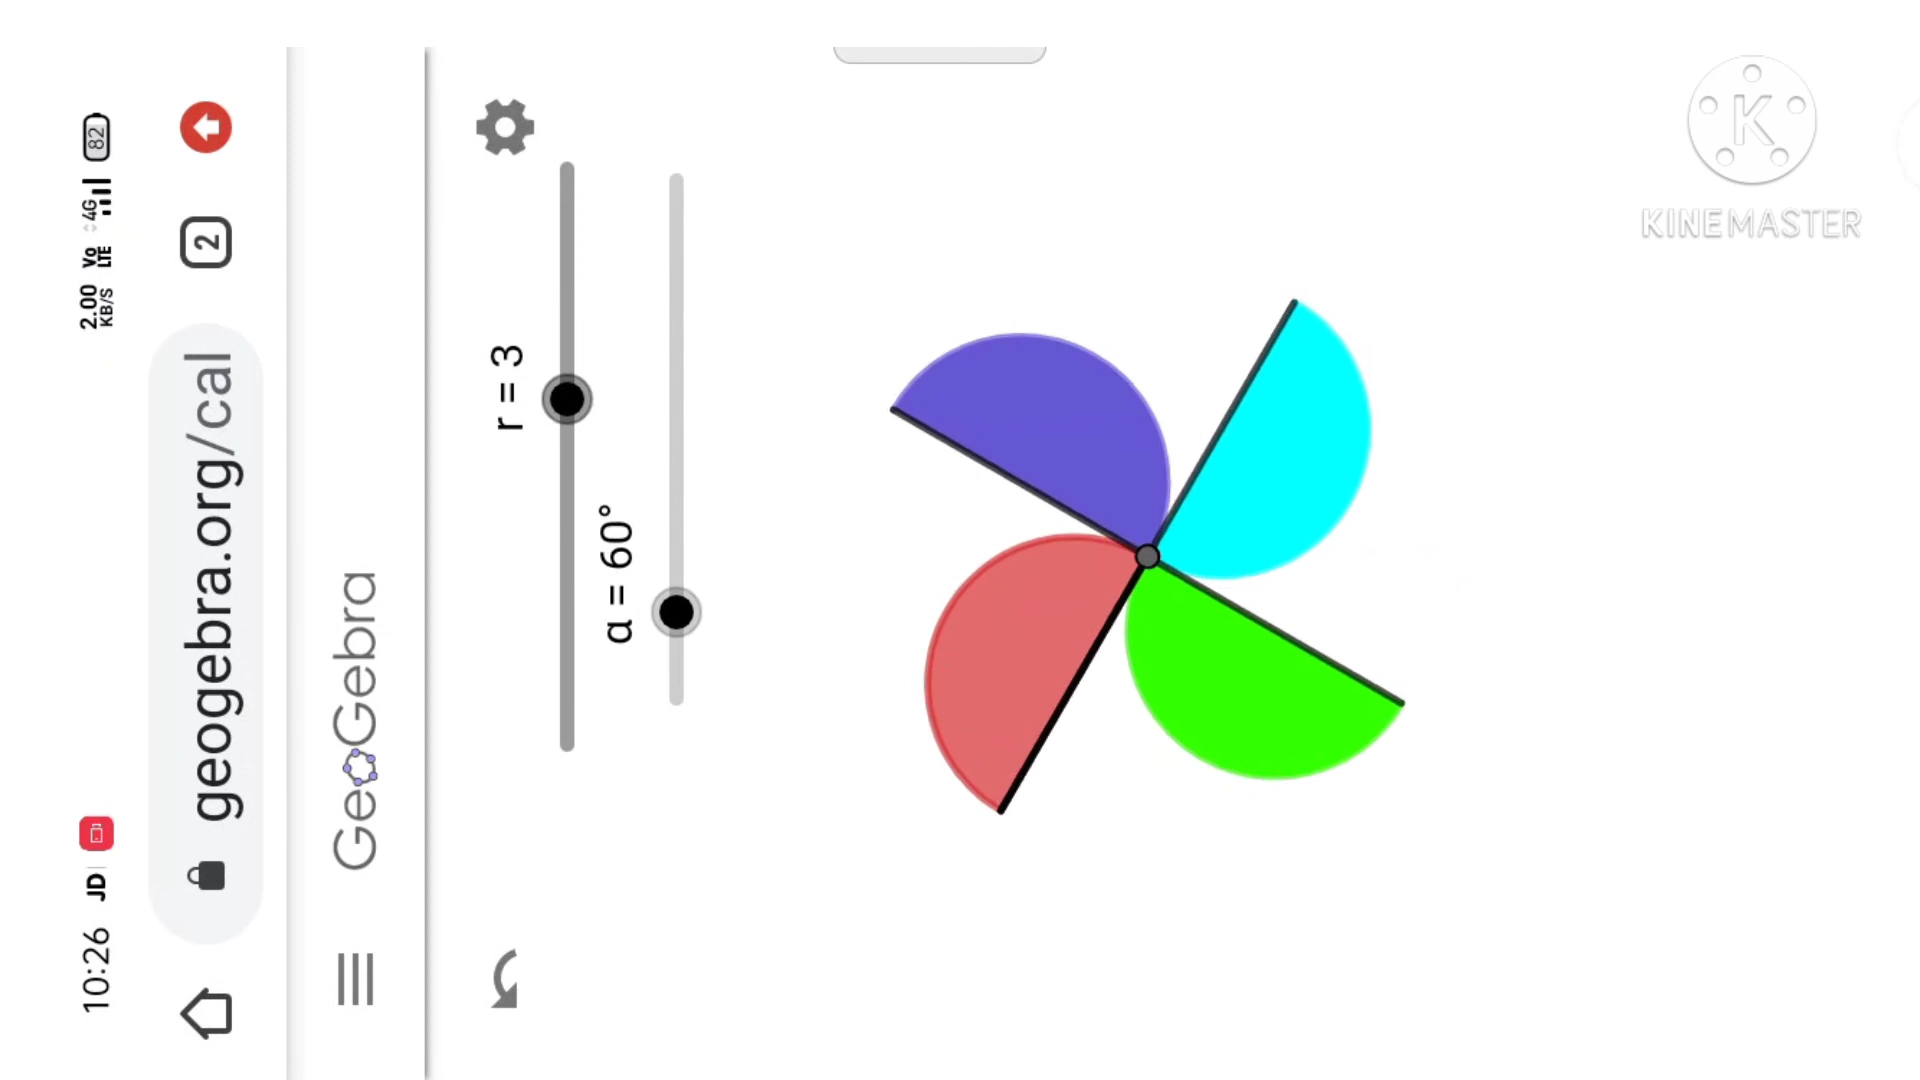 10:26 JD 2.00 KB/S Vo LTE 4G 82
geogebra.org/cal 2
GeoGebra
r = 3
α = 60°
K
KINEMASTER